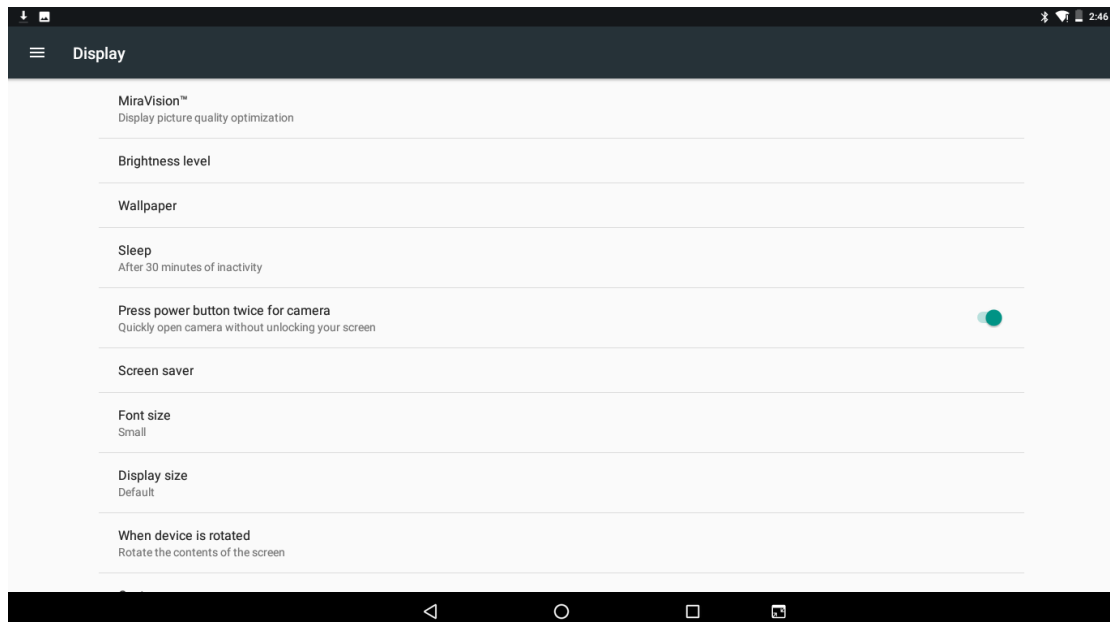 2:46
Display
MiraVision™
Display picture quality optimization
Brightness level
Wallpaper
Sleep
After 30 minutes of inactivity
Press power button twice for camera
Quickly open camera without unlocking your screen
Screen saver
Font size
Small
Display size
Default
When device is rotated
Rotate the contents of the screen